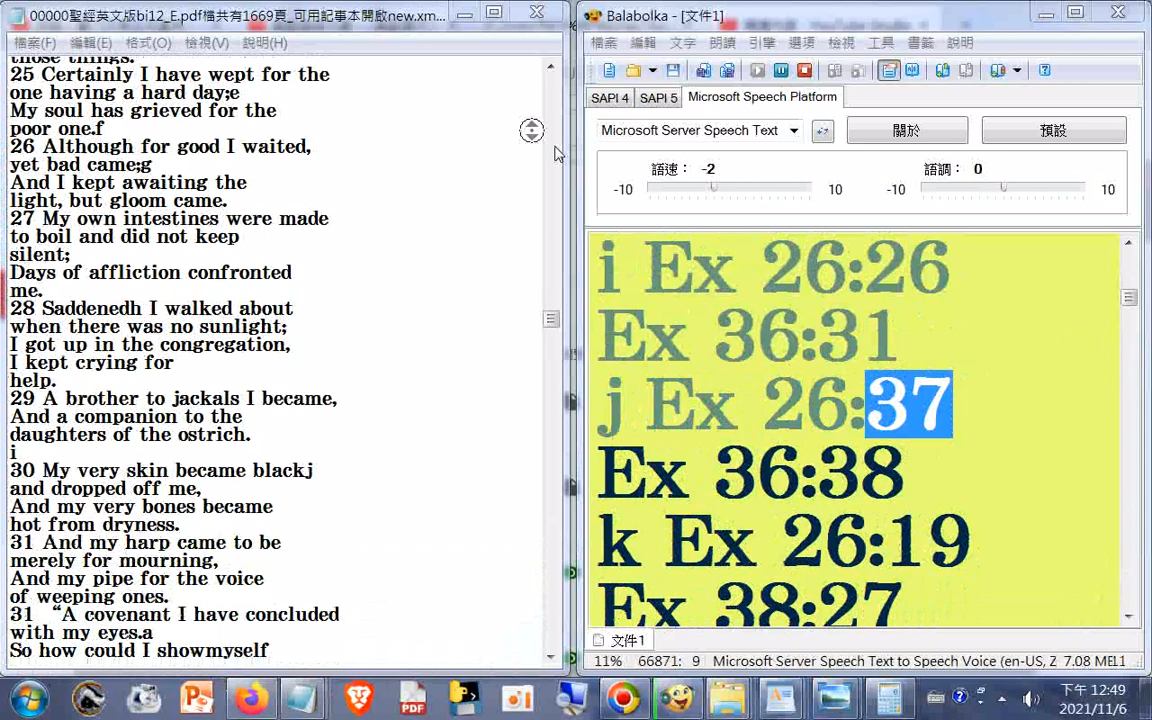 00000聖經英文版bi12_E.pdf檔共有1669頁_可用記事本開啟new.xm...
檔案(F) 編輯(E) 格式(O) 檢視(V) 說明(H)
those things.
25 Certainly I have wept for the
one having a hard day;e
My soul has grieved for the
poor one.f
26 Although for good I waited,
yet bad came;g
And I kept awaiting the
light, but gloom came.
27 My own intestines were made
to boil and did not keep
silent;
Days of affliction confronted
me.
28 Saddenedh I walked about
when there was no sunlight;
I got up in the congregation,
I kept crying for
help.
29 A brother to jackals I became,
And a companion to the
daughters of the ostrich.
i
30 My very skin became blackj
and dropped off me,
And my very bones became
hot from dryness.
31 And my harp came to be
merely for mourning,
And my pipe for the voice
of weeping ones.
31 “A covenant I have concluded
with my eyes.a
So how could I showmyself
Balabolka - [文件1]
檔案 編輯 文字 朗讀 引擎 選項 檢視 工具 書籤 說明
SAPI 4 SAPI 5 Microsoft Speech Platform
Microsoft Server Speech Text 關於 預設
語速： -2 語調： 0
-10 10 -10 10
i Ex 26:26
Ex 36:31
j Ex 26:37
Ex 36:38
k Ex 26:19
Ex 38:27
文件1
11% 66871: 9 Microsoft Server Speech Text to Speech Voice (en-US, Z 7.08 ME
下午 12:49
2021/11/6